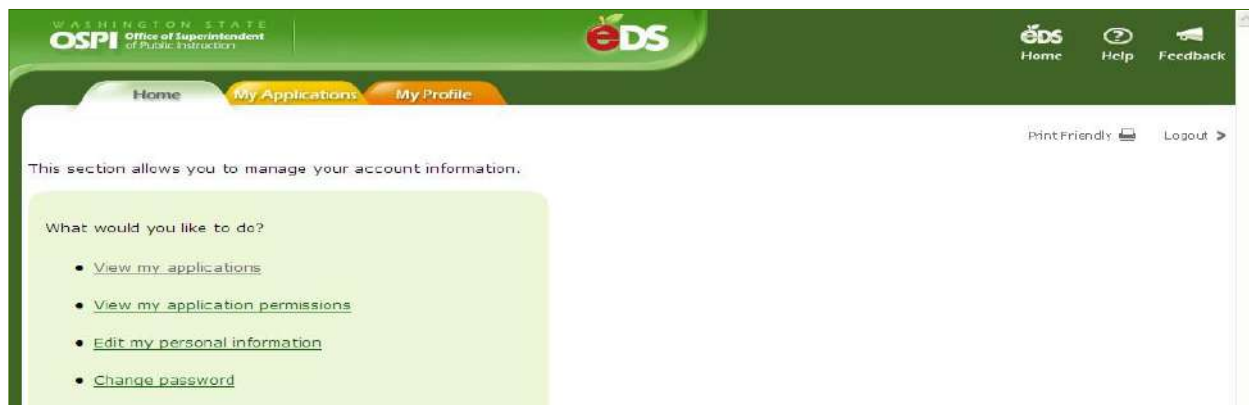 WASHINGTON STATE
OSPI Office of Superintendent
of Public Instruction
eDS
eDS
Home
Help
Feedback
Home
My Applications
My Profile
Print Friendly
Logout >
This section allows you to manage your account information.
What would you like to do?
• View my applications
• View my application permissions
• Edit my personal information
• Change password